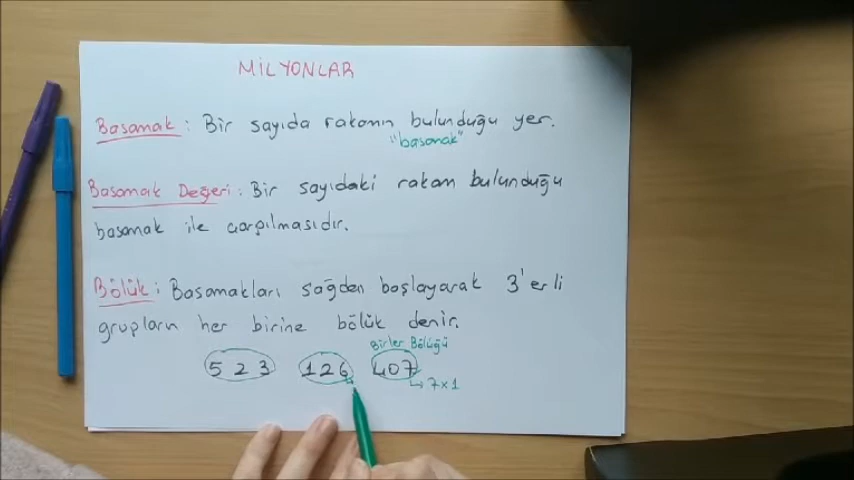 MİLYONLAR
Basamak : Bir sayıda rakamın bulunduğu yer.
"basamak"
Basamak Değeri : Bir sayıdaki rakam bulunduğu
basamak ile çarpılmasıdır.
Bölük : Basamakları sağdan başlayarak 3'erli
grupların her birine bölük denir.
Birler Bölüğü
523 126 407
7x1